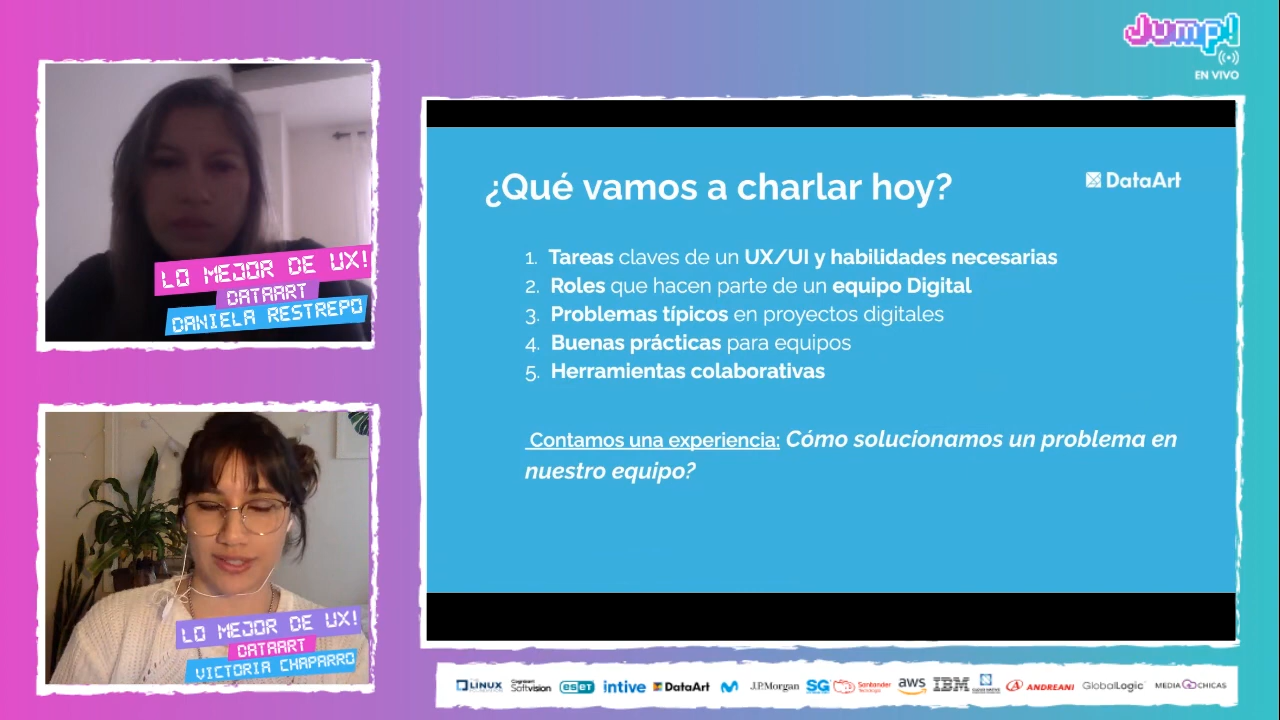 Jump!
EN VIVO
LO MEJOR DE UX!
DATAART
DANIELA RESTREPO
LO MEJOR DE UX!
DATAART
VICTORIA CHAPARRO
¿Qué vamos a charlar hoy?
DataArt
1. Tareas claves de un UX/UI y habilidades necesarias
2. Roles que hacen parte de un equipo Digital
3. Problemas típicos en proyectos digitales
4. Buenas prácticas para equipos
5. Herramientas colaborativas
Contamos una experiencia: Cómo solucionamos un problema en
nuestro equipo?
LINUX Cognizant Softvision eseT intive DataArt J.P.Morgan SG Santander aws IBM ANDREANI GlobalLogic MEDIA CHICAS